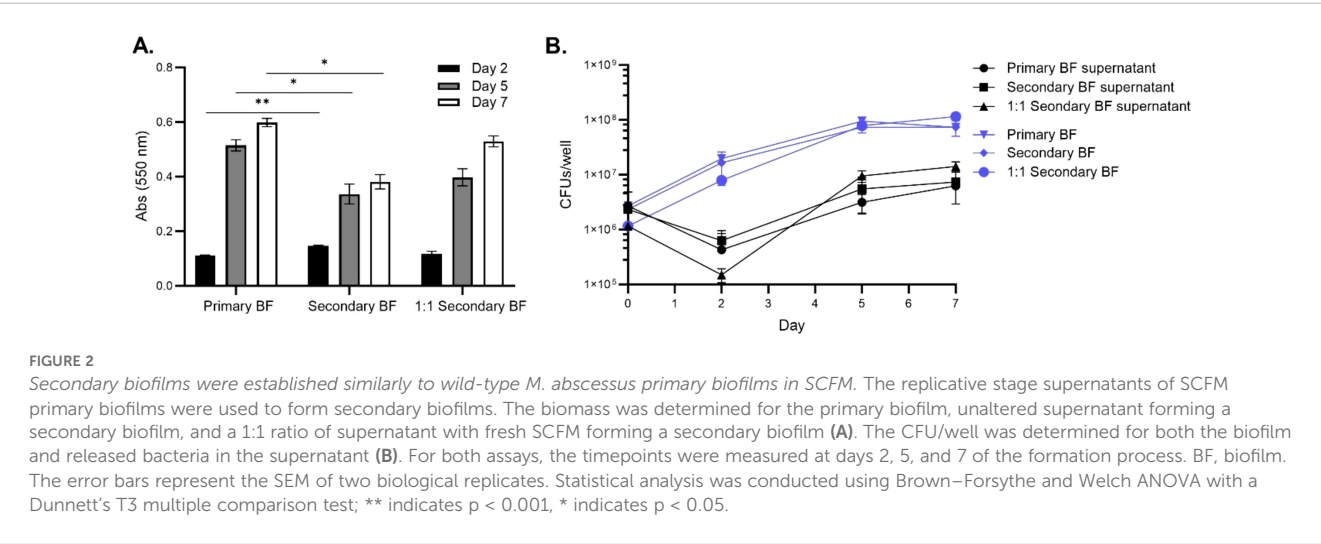 A.
0.8
0.6
0.4
0.2
0.0
Abs (550 nm)
*
*
**
Day 2
Day 5
Day 7
Primary BF
Secondary BF
1:1 Secondary BF
B.
1×10⁹
1×10⁸
1×10⁷
1×10⁶
1×10⁵
CFUs/well
0
1
2
3
4
5
6
7
Day
Primary BF supernatant
Secondary BF supernatant
1:1 Seondary BF supernatant
Primary BF
Secondary BF
1:1 Secondary BF
FIGURE 2
Secondary biofilms were established similarly to wild-type M. abscessus primary biofilms in SCFM. The replicative stage supernatants of SCFM
primary biofilms were used to form secondary biofilms. The biomass was determined for the primary biofilm, unaltered supernatant forming a
secondary biofilm, and a 1:1 ratio of supernatant with fresh SCFM forming a secondary biofilm (A). The CFU/well was determined for both the biofilm
and released bacteria in the supernatant (B). For both assays, the timepoints were measured at days 2, 5, and 7 of the formation process. BF, biofilm.
The error bars represent the SEM of two biological replicates. Statistical analysis was conducted using Brown–Forsythe and Welch ANOVA with a
Dunnett's T3 multiple comparison test; ** indicates p < 0.001, * indicates p < 0.05.